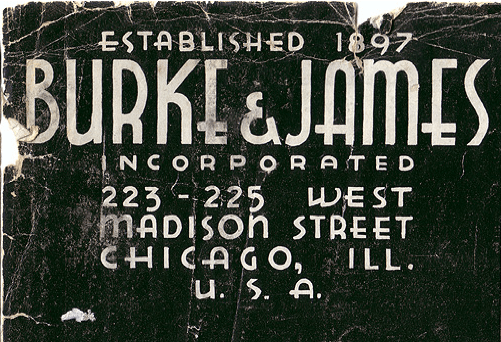 ESTABLISHED 1897
BURKE & JAMES
INCORPORATED
223-225 WEST
MADISON STREET
CHICAGO, ILL.
U. S. A.